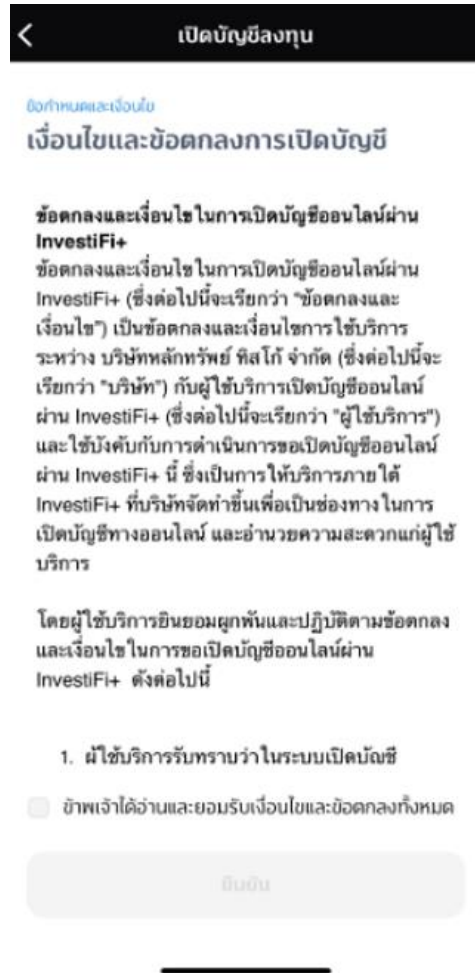 เปิดบัญชีลงทุน
ข้อกำหนดและเงื่อนไข
เงื่อนไขและข้อตกลงการเปิดบัญชี
ข้อตกลงและเงื่อนไขในการเปิดบัญชีออนไลน์ผ่าน
InvestiFi+
ข้อตกลงและเงื่อนไขในการเปิดบัญชีออนไลน์ผ่าน
InvestiFi+ (ซึ่งต่อไปนี้จะเรียกว่า "ข้อตกลงและ
เงื่อนไข") เป็นข้อตกลงและเงื่อนไขการใช้บริการ
ระหว่าง บริษัทหลักทรัพย์ ทิสโก้ จำกัด (ซึ่งต่อไปนี้จะ
เรียกว่า "บริษัท") กับผู้ใช้บริการเปิดบัญชีออนไลน์
ผ่าน InvestiFi+ (ซึ่งต่อไปนี้จะเรียกว่า "ผู้ใช้บริการ")
และใช้บังคับกับการดำเนินการขอเปิดบัญชีออนไลน์
ผ่าน InvestiFi+ นี้ ซึ่งเป็นการให้บริการภายใต้
InvestiFi+ ที่บริษัทจัดทำขึ้นเพื่อเป็นช่องทางในการ
เปิดบัญชีทางออนไลน์ และอำนวยความสะดวกแก่ผู้ใช้
บริการ
โดยผู้ใช้บริการยินยอมผูกพันและปฏิบัติตามข้อตกลง
และเงื่อนไขในการขอเปิดบัญชีออนไลน์ผ่าน
InvestiFi+ ดังต่อไปนี้
1. ผู้ใช้บริการรับทราบว่าในระบบเปิดบัญชี
ข้าพเจ้าได้อ่านและยอมรับเงื่อนไขและข้อตกลงทั้งหมด
ยืนยัน